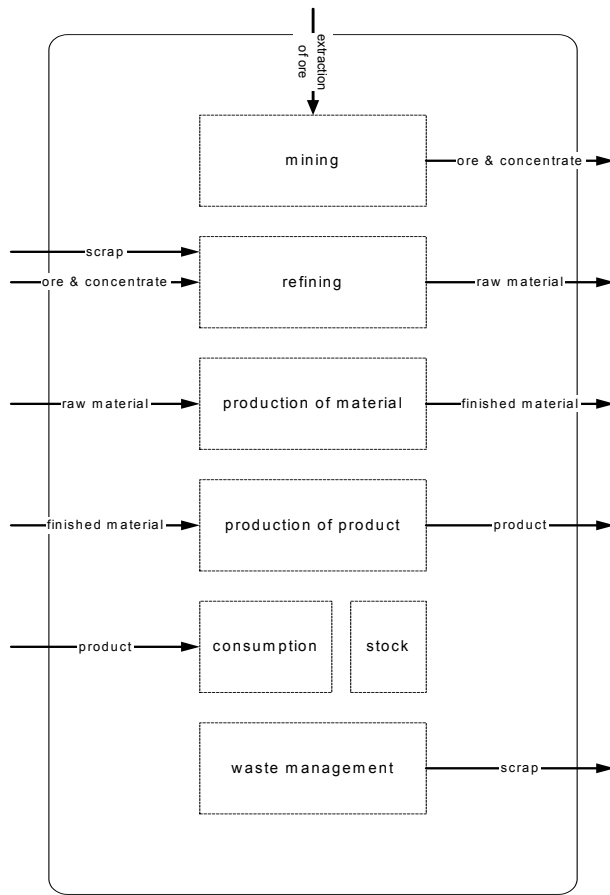 extraction
of ore
mining
ore & concentrate
scrap
ore & concentrate
refining
raw material
raw material
production of material
finished material
finished material
production of product
product
product
consumption
stock
waste management
scrap